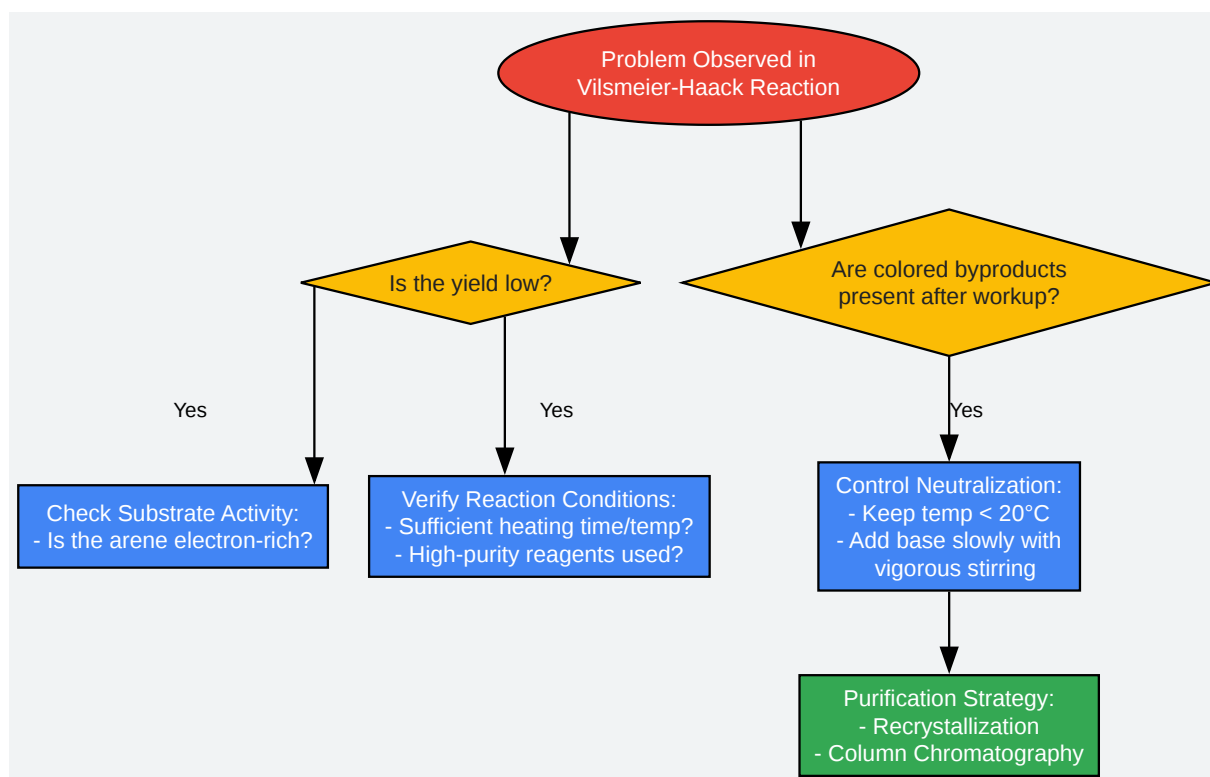 Problem Observed in
Vilsmeier-Haack Reaction
Is the yield low?
Are colored byproducts
present after workup?
Yes
Yes
Yes
Check Substrate Activity:
- Is the arene electron-rich?
Verify Reaction Conditions:
- Sufficient heating time/temp?
- High-purity reagents used?
Control Neutralization:
- Keep temp < 20°C
- Add base slowly with
vigorous stirring
Purification Strategy:
- Recrystallization
- Column Chromatography